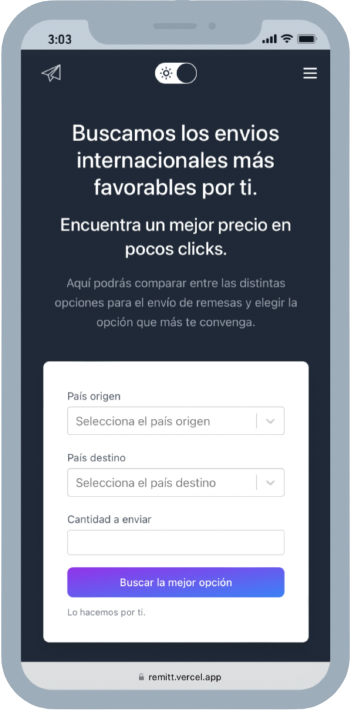 3:03
Buscamos los envios
internacionales más
favorables por ti.
Encuentra un mejor precio en
pocos clicks.
Aquí podrás comparar entre las distintas
opciones para el envío de remesas y elegir la
opción que más te convenga.
País origen
Selecciona el país origen
País destino
Selecciona el país destino
Cantidad a enviar
Buscar la mejor opción
Lo hacemos por ti.
remitt.vercel.app